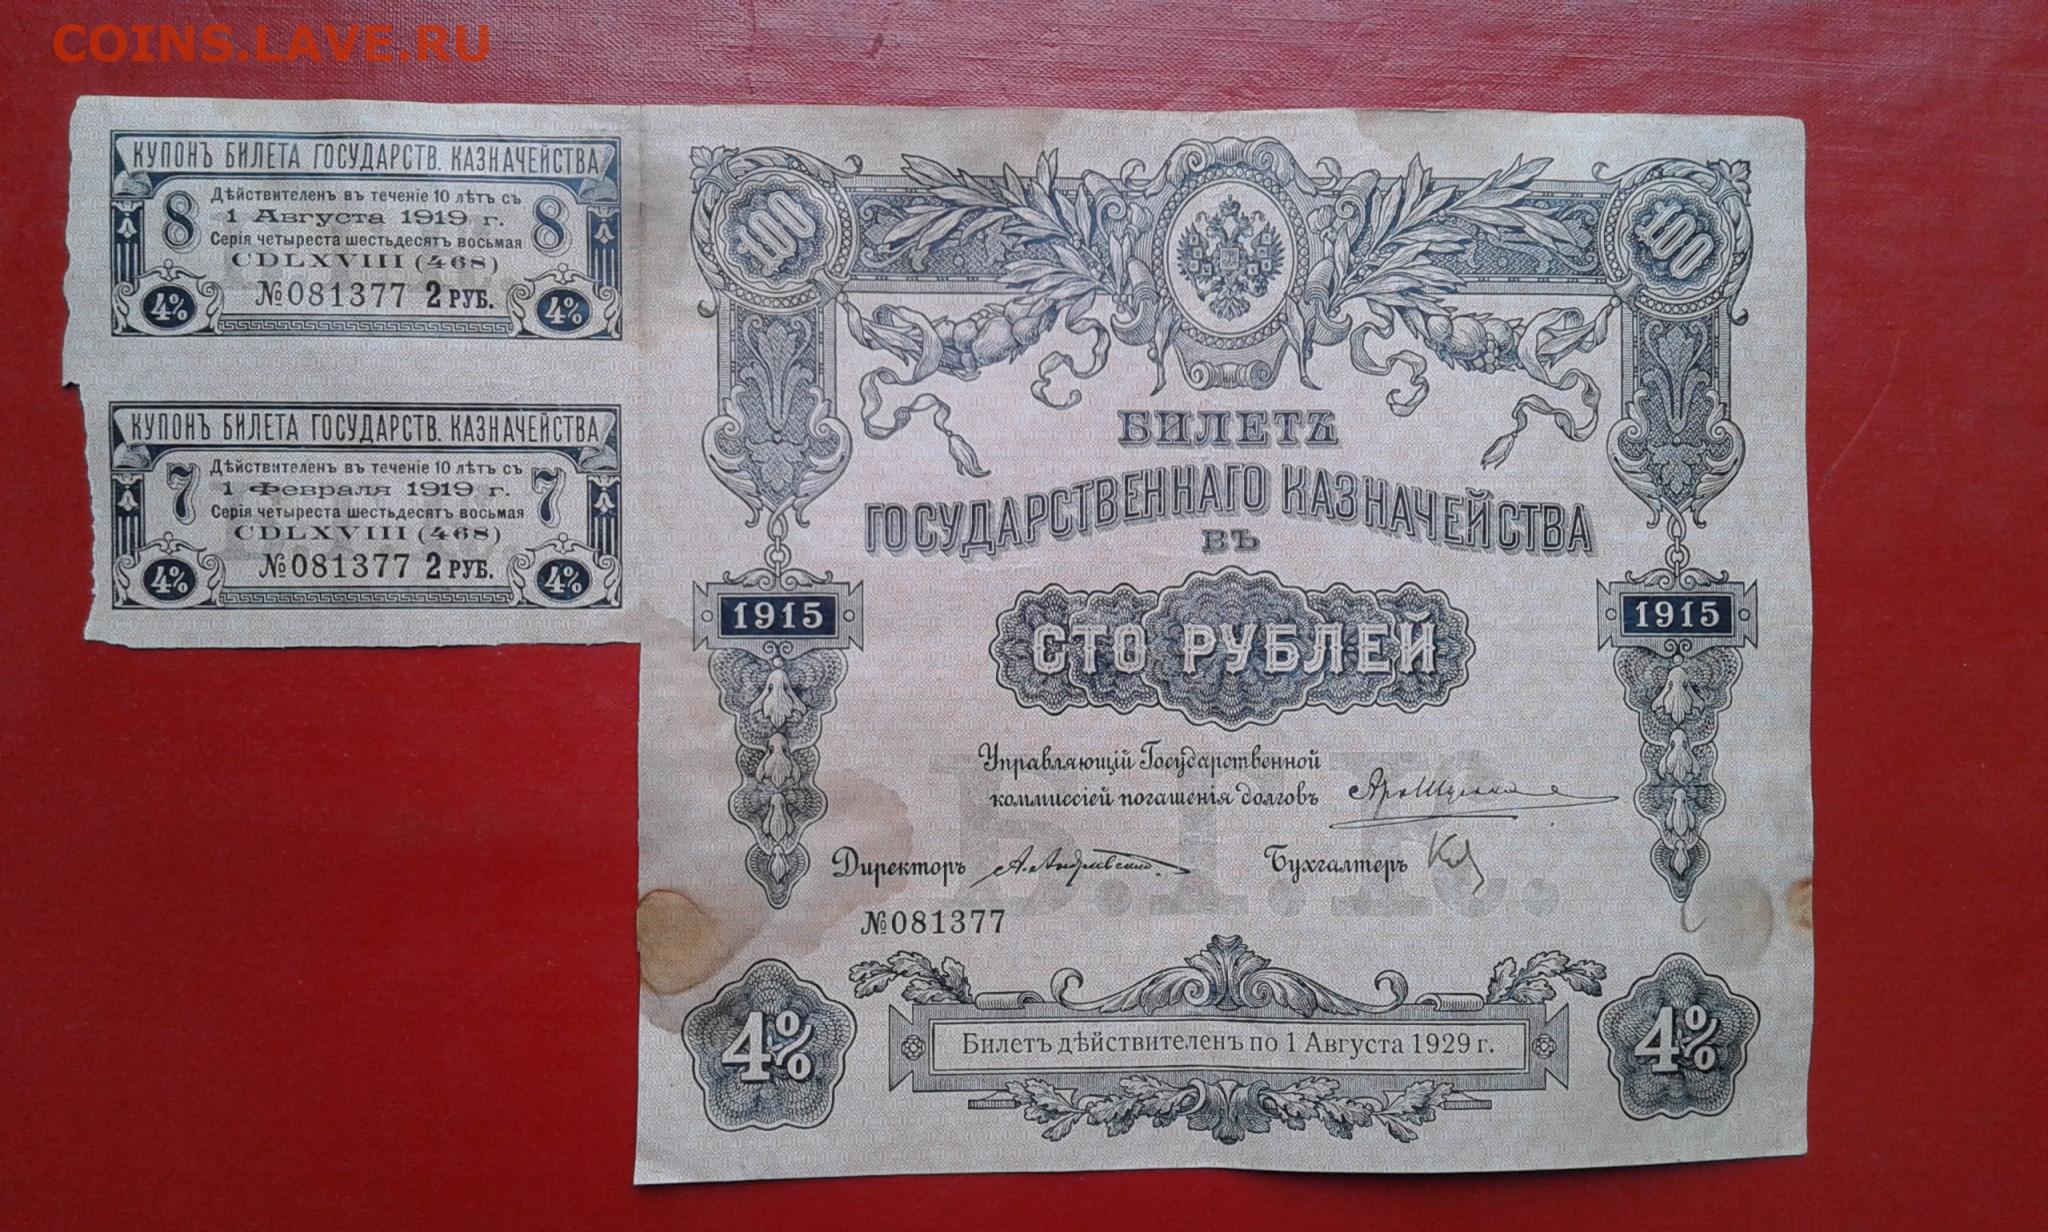 COINS.LAVE.RU
КУПОНЪ БИЛЕТА ГОСУДАРСТВ. КАЗНАЧЕЙСТВА
8 Дѣйствителенъ въ теченіе 10 лѣтъ съ 8
1 Августа 1919 г.
Серія четыреста шестьдесятъ восьмая
CDLXVIII (468)
4% №081377 2 РУБ. 4%
КУПОНЪ БИЛЕТА ГОСУДАРСТВ. КАЗНАЧЕЙСТВА
7 Дѣйствителенъ въ теченіе 10 лѣтъ съ 7
1 Февраля 1919 г.
Серія четыреста шестьдесятъ восьмая
CDLXVIII (468)
4% №081377 2 РУБ. 4%
100 100
БИЛЕТЪ
ГОСУДАРСТВЕННАГО КАЗНАЧЕЙСТВА
ВЪ
1915 1915
СТО РУБЛЕЙ
Управляющій Государственной
коммиссіей погашенія долговъ
Б.Г.К.
Директоръ Бухгалтеръ
№081377
4% 4%
Билетъ дѣйствителенъ по 1 Августа 1929 г.